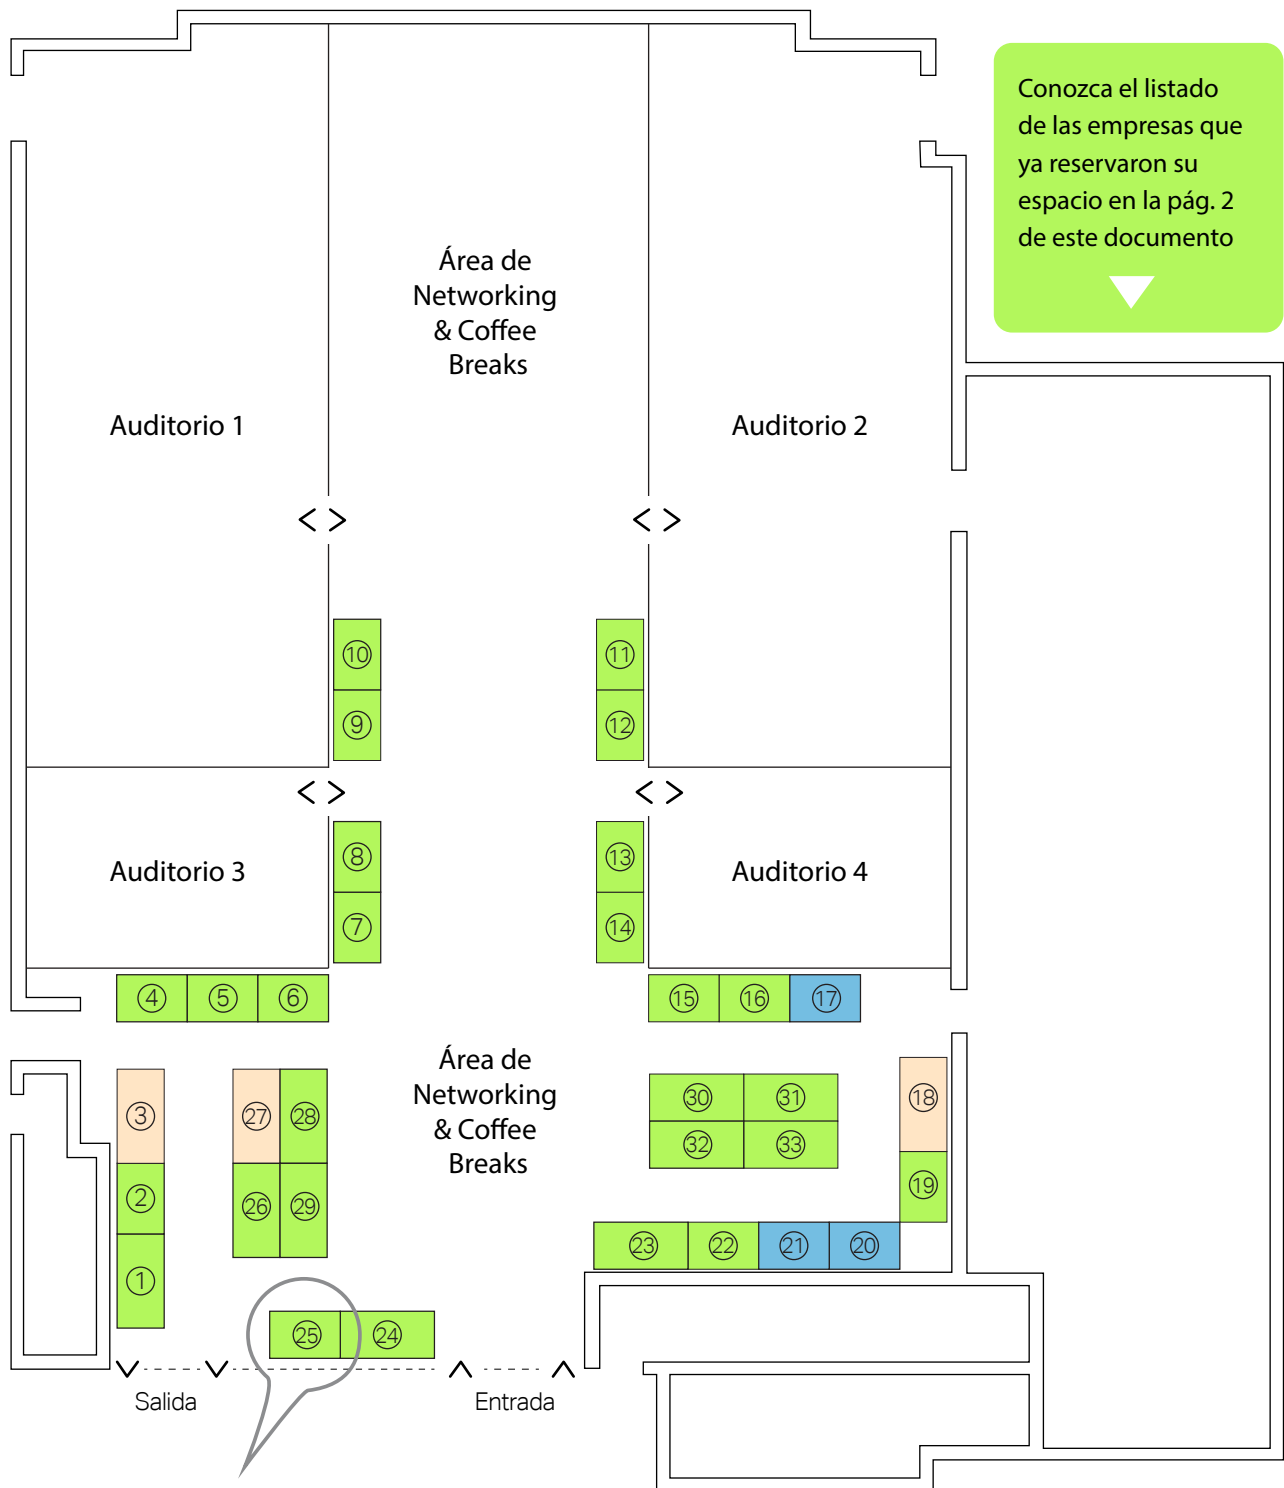 Conozca el listado
de las empresas que
ya reservaron su
espacio en la pág. 2
de este documento
Área de
Networking
& Coffee
Breaks
Auditorio 1
Auditorio 2
10
11
9
12
Auditorio 3
8
13
Auditorio 4
7
14
4
5
6
15
16
17
Área de
Networking
& Coffee
Breaks
3
27
28
30
31
18
32
33
2
26
29
19
1
23
22
21
20
25
24
Salida
Entrada